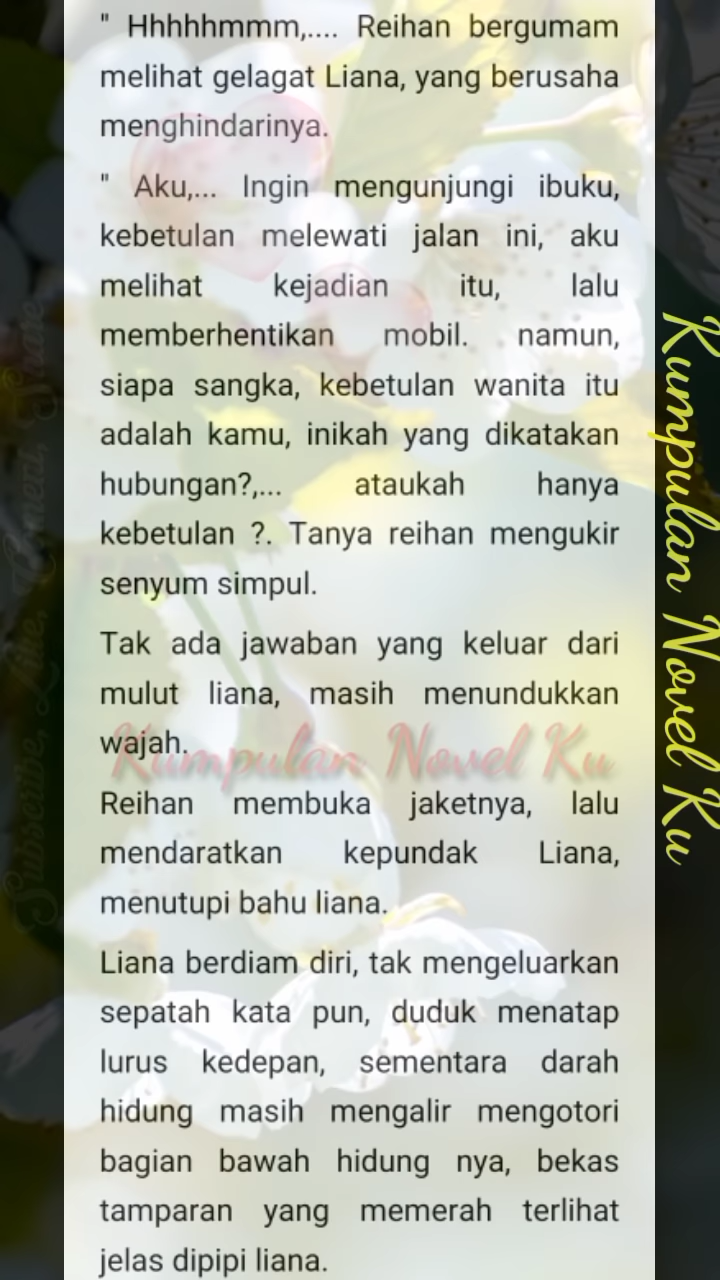 " Hhhhhmmm,.... Reihan bergumam
melihat gelagat Liana, yang berusaha
menghindarinya.
" Aku,... Ingin mengunjungi ibuku,
kebetulan melewati jalan ini, aku
melihat kejadian itu, lalu
memberhentikan mobil. namun,
siapa sangka, kebetulan wanita itu
adalah kamu, inikah yang dikatakan
hubungan?,... ataukah hanya
kebetulan ?. Tanya reihan mengukir
senyum simpul.
Tak ada jawaban yang keluar dari
mulut liana, masih menundukkan
wajah.
Kumpulan Novel Ku
Reihan membuka jaketnya, lalu
mendaratkan kepundak Liana,
menutupi bahu liana.
Liana berdiam diri, tak mengeluarkan
sepatah kata pun, duduk menatap
lurus kedepan, sementara darah
hidung masih mengalir mengotori
bagian bawah hidung nya, bekas
tamparan yang memerah terlihat
jelas dipipi liana.
Kumpulan Novel Ku